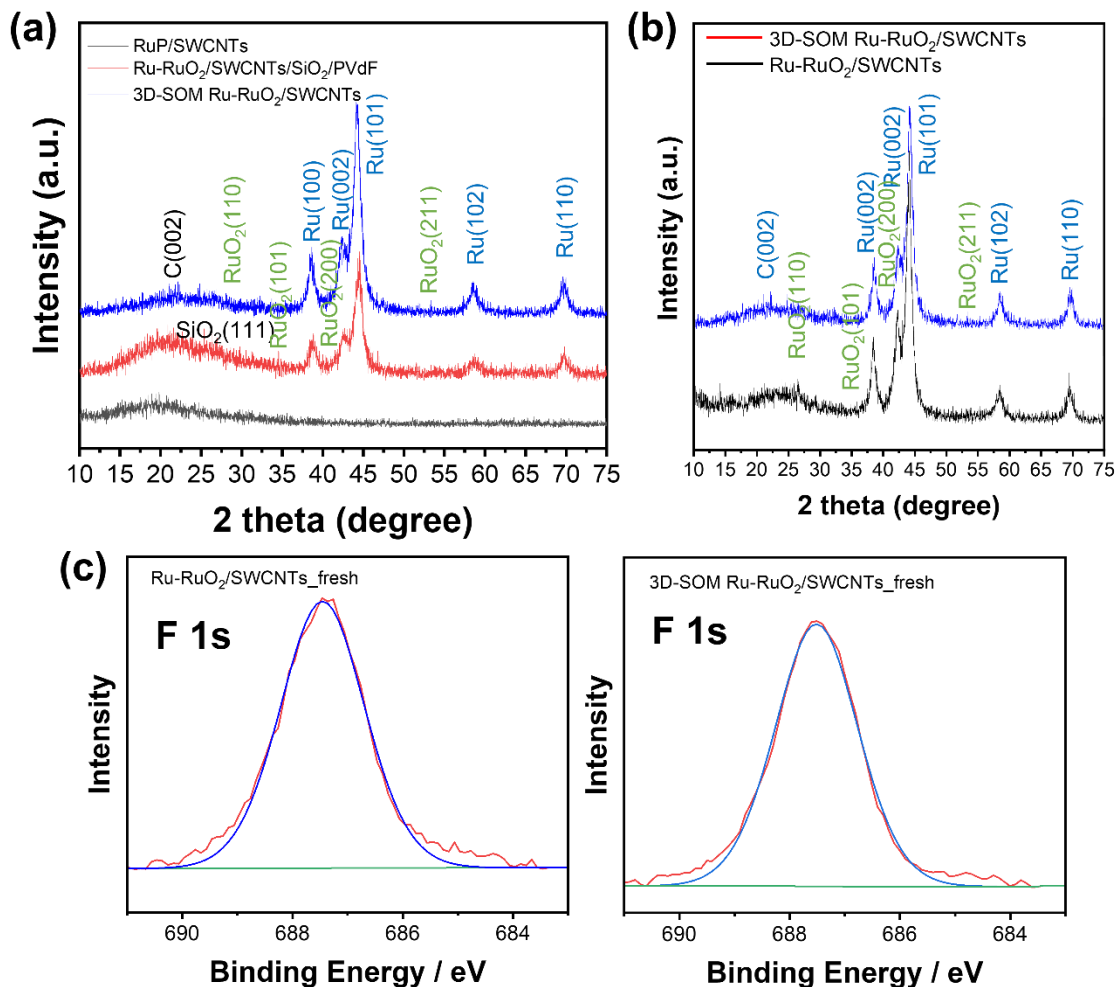 (a)
RuP/SWCNTs
Ru-RuO₂/SWCNTs/SiO₂/PVdF
3D-SOM Ru-RuO₂/SWCNTs
Intensity (a.u.)
C(002)
RuO₂(110)
RuO₂(101)
SiO₂(111)
Ru(100)
RuO₂(200)
Ru(002)
Ru(101)
RuO₂(211)
Ru(102)
Ru(110)
10 15 20 25 30 35 40 45 50 55 60 65 70 75
2 theta (degree)
(b)
3D-SOM Ru-RuO₂/SWCNTs
Ru-RuO₂/SWCNTs
Intensity (a.u.)
C(002)
RuO₂(110)
RuO₂(101)
Ru(002)
RuO₂(200)
Ru(002)
Ru(101)
RuO₂(211)
Ru(102)
Ru(110)
10 15 20 25 30 35 40 45 50 55 60 65 70 75
2 theta (degree)
(c)
Ru-RuO₂/SWCNTs_fresh
F 1s
Intensity
690 688 686 684
Binding Energy / eV
3D-SOM Ru-RuO₂/SWCNTs_fresh
F 1s
Intensity
690 688 686 684
Binding Energy / eV